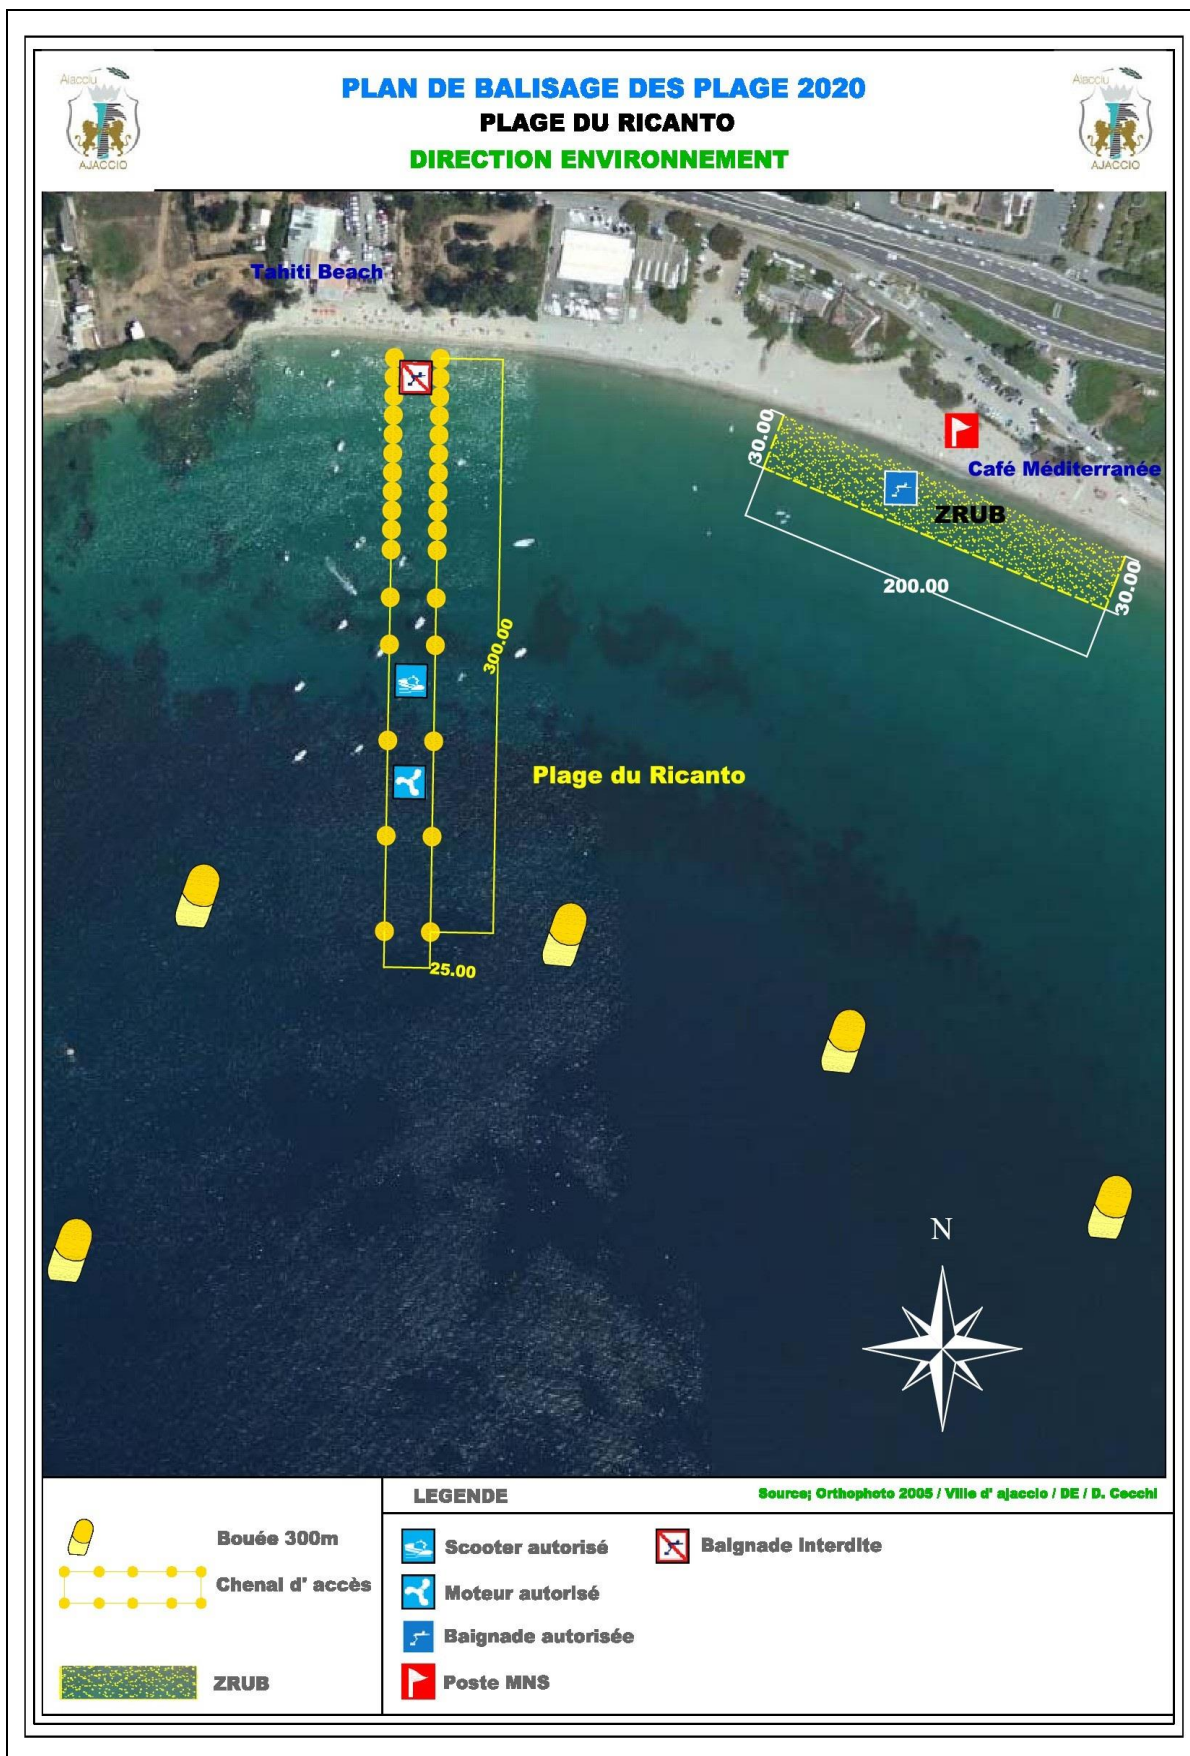 Aiacciu
AJACCIO
PLAN DE BALISAGE DES PLAGE 2020
PLAGE DU RICANTO
DIRECTION ENVIRONNEMENT
Aiacciu
AJACCIO
Tahiti Beach
30.00
Café Méditerranée
ZRUB
200.00
30.00
300.00
Plage du Ricanto
25.00
N
LEGENDE
Source; Orthophoto 2005 / Ville d' ajaccio / DE / D. Cecchi
Bouée 300m
Chenal d' accès
ZRUB
Scooter autorisé
Baignade Interdite
Moteur autorisé
Baignade autorisée
Poste MNS